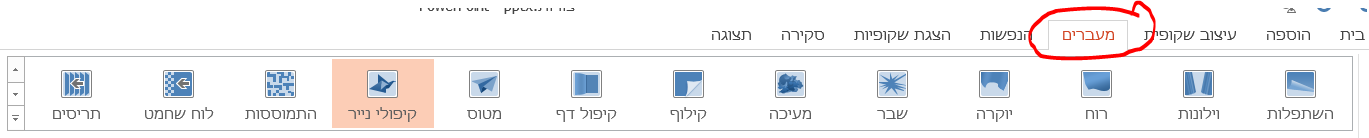 PowerPoint - pptx.
בית הוספה עיצוב שקופית מעברים הנפשות הצגת שקופיות סקירה תצוגה
השתפלות וילונות רוח יוקרה שבר מעיכה קילוף קיפול דף מטוס קיפולי נייר התמוססות לוח שחמט תריסים